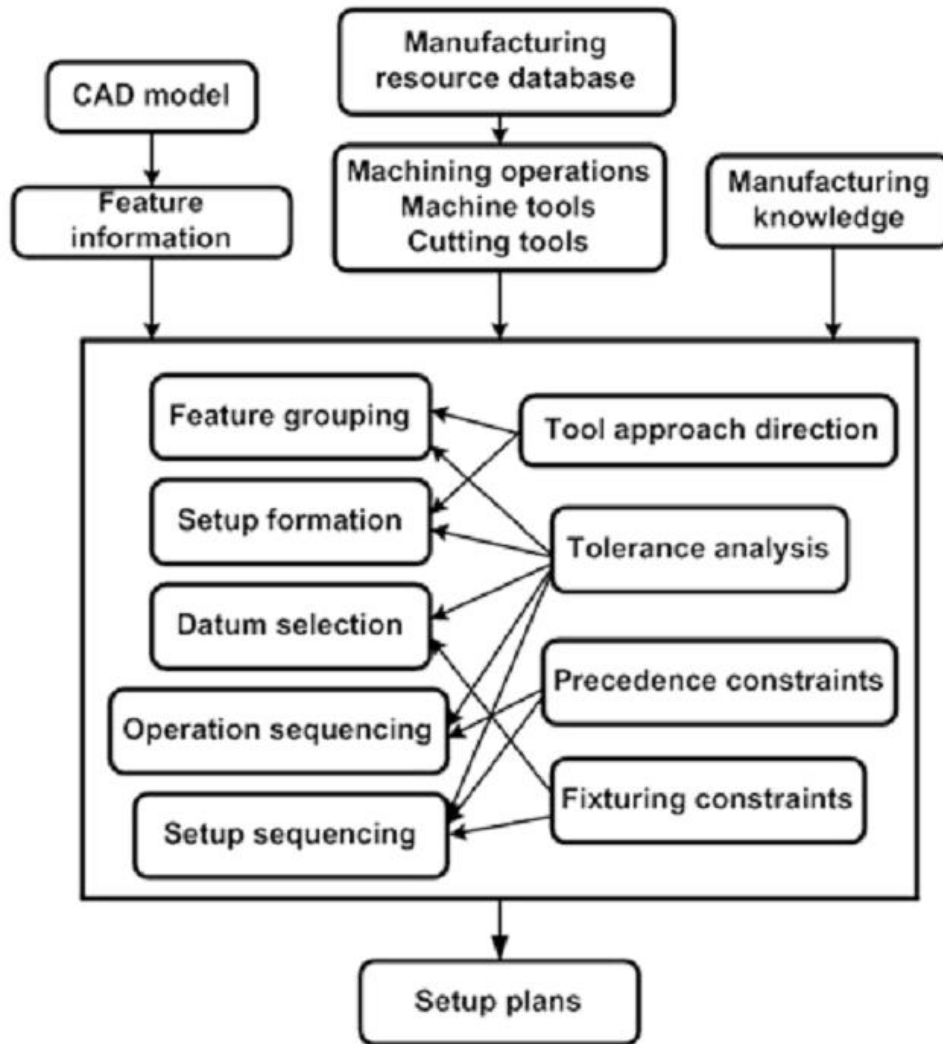 Manufacturing
resource database
CAD model
Machining operations
Machine tools
Cutting tools
Feature
information
Manufacturing
knowledge
Feature grouping
Tool approach direction
Setup formation
Tolerance analysis
Datum selection
Precedence constraints
Operation sequencing
Fixturing constraints
Setup sequencing
Setup plans